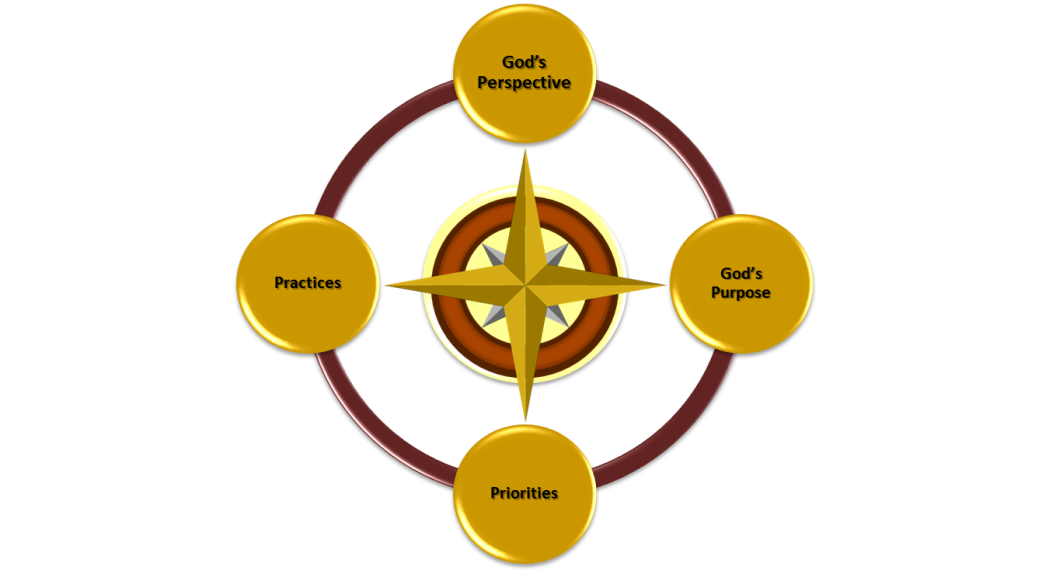 God’s
Perspective
Practices
God’s
Purpose
Priorities